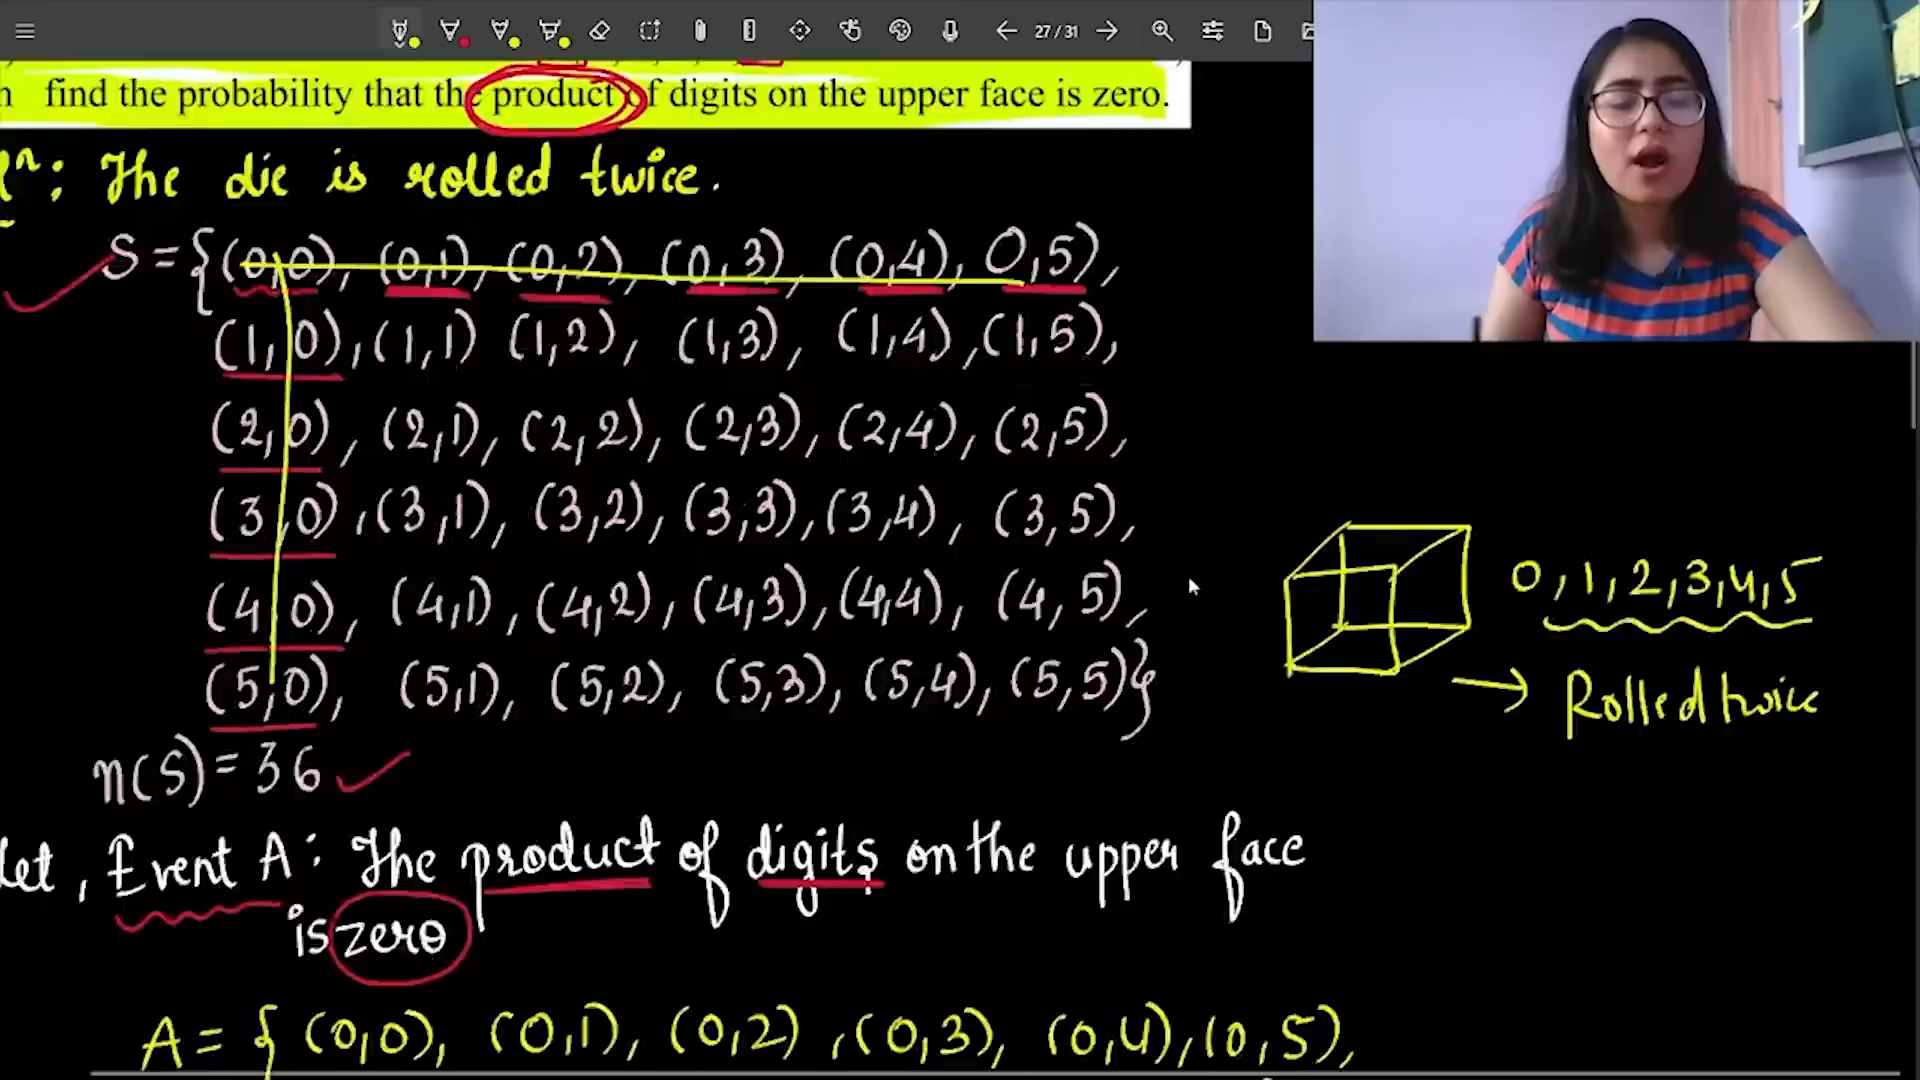 27/31
find the probability that the product of digits on the upper face is zero.
The die is rolled twice.
S = {(0,0), (0,1), (0,2), (0,3), (0,4), 0,5),
(1,0), (1,1) (1,2), (1,3), (1,4), (1,5),
(2,0), (2,1), (2,2), (2,3), (2,4), (2,5),
(3,0), (3,1), (3,2), (3,3), (3,4), (3,5),
(4,0), (4,1), (4,2), (4,3), (4,4), (4,5),
(5,0), (5,1), (5,2), (5,3), (5,4), (5,5)}
0,1,2,3,4,5
→ Rolled twice
n(S) = 36
let, Event A: The product of digits on the upper face
is zero
A = { (0,0), (0,1), (0,2), (0,3), (0,4), (0,5),